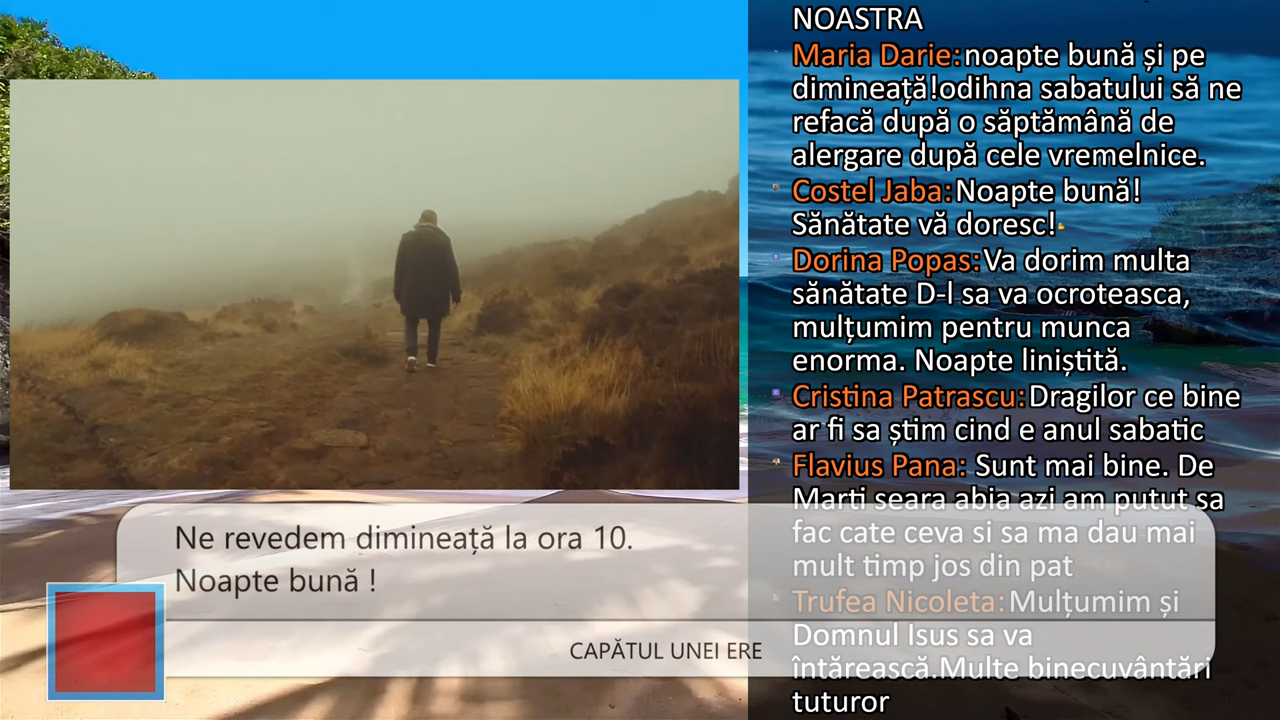 NOASTRA
Maria Darie: noapte bună și pe
dimineață!odihna sabatului să ne
refacă după o săptămână de
alergare după cele vremelnice.
Costel Jaba: Noapte bună!
Sănătate vă doresc!
Dorina Popas: Va dorim multa
sănătate D-l sa va ocroteasca,
mulțumim pentru munca
enorma. Noapte liniștită.
Cristina Patrascu: Dragilor ce bine
ar fi sa știm cind e anul sabatic
Flavius Pana: Sunt mai bine. De
Marti seara abia azi am putut sa
fac cate ceva si sa ma dau mai
mult timp jos din pat
Trufea Nicoleta: Mulțumim și
Domnul Isus sa va
întărească.Multe binecuvântări
tuturor
Ne revedem dimineață la ora 10.
Noapte bună !
CAPĂTUL UNEI ERE